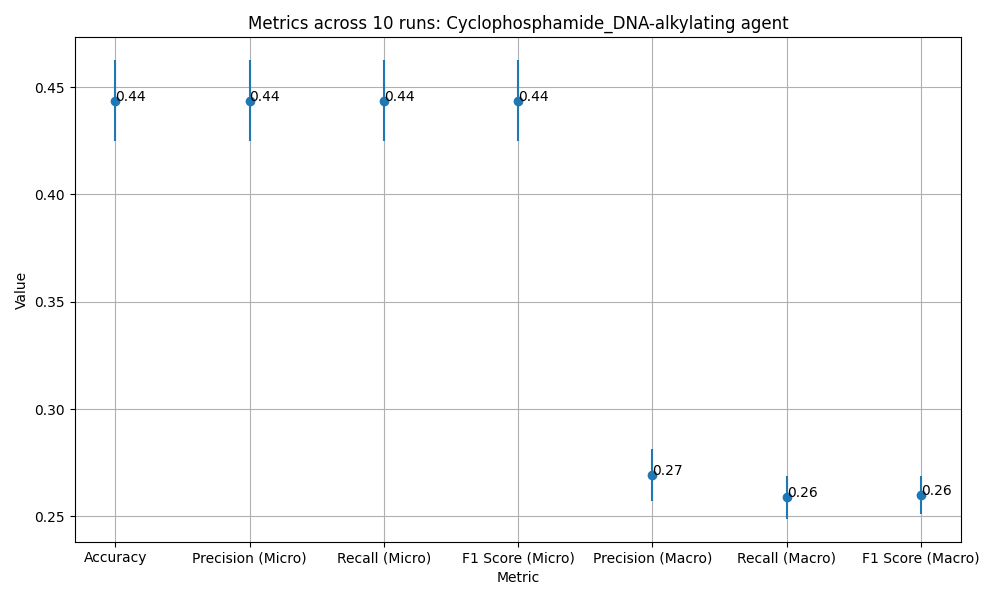 Metrics across 10 runs: Cyclophosphamide_DNA-alkylating agent
0.45
0.40
0.35
0.30
0.25
Value
0.44
0.44
0.44
0.44
0.27
0.26
0.26
Accuracy
Precision (Micro)
Recall (Micro)
F1 Score (Micro)
Precision (Macro)
Recall (Macro)
F1 Score (Macro)
Metric